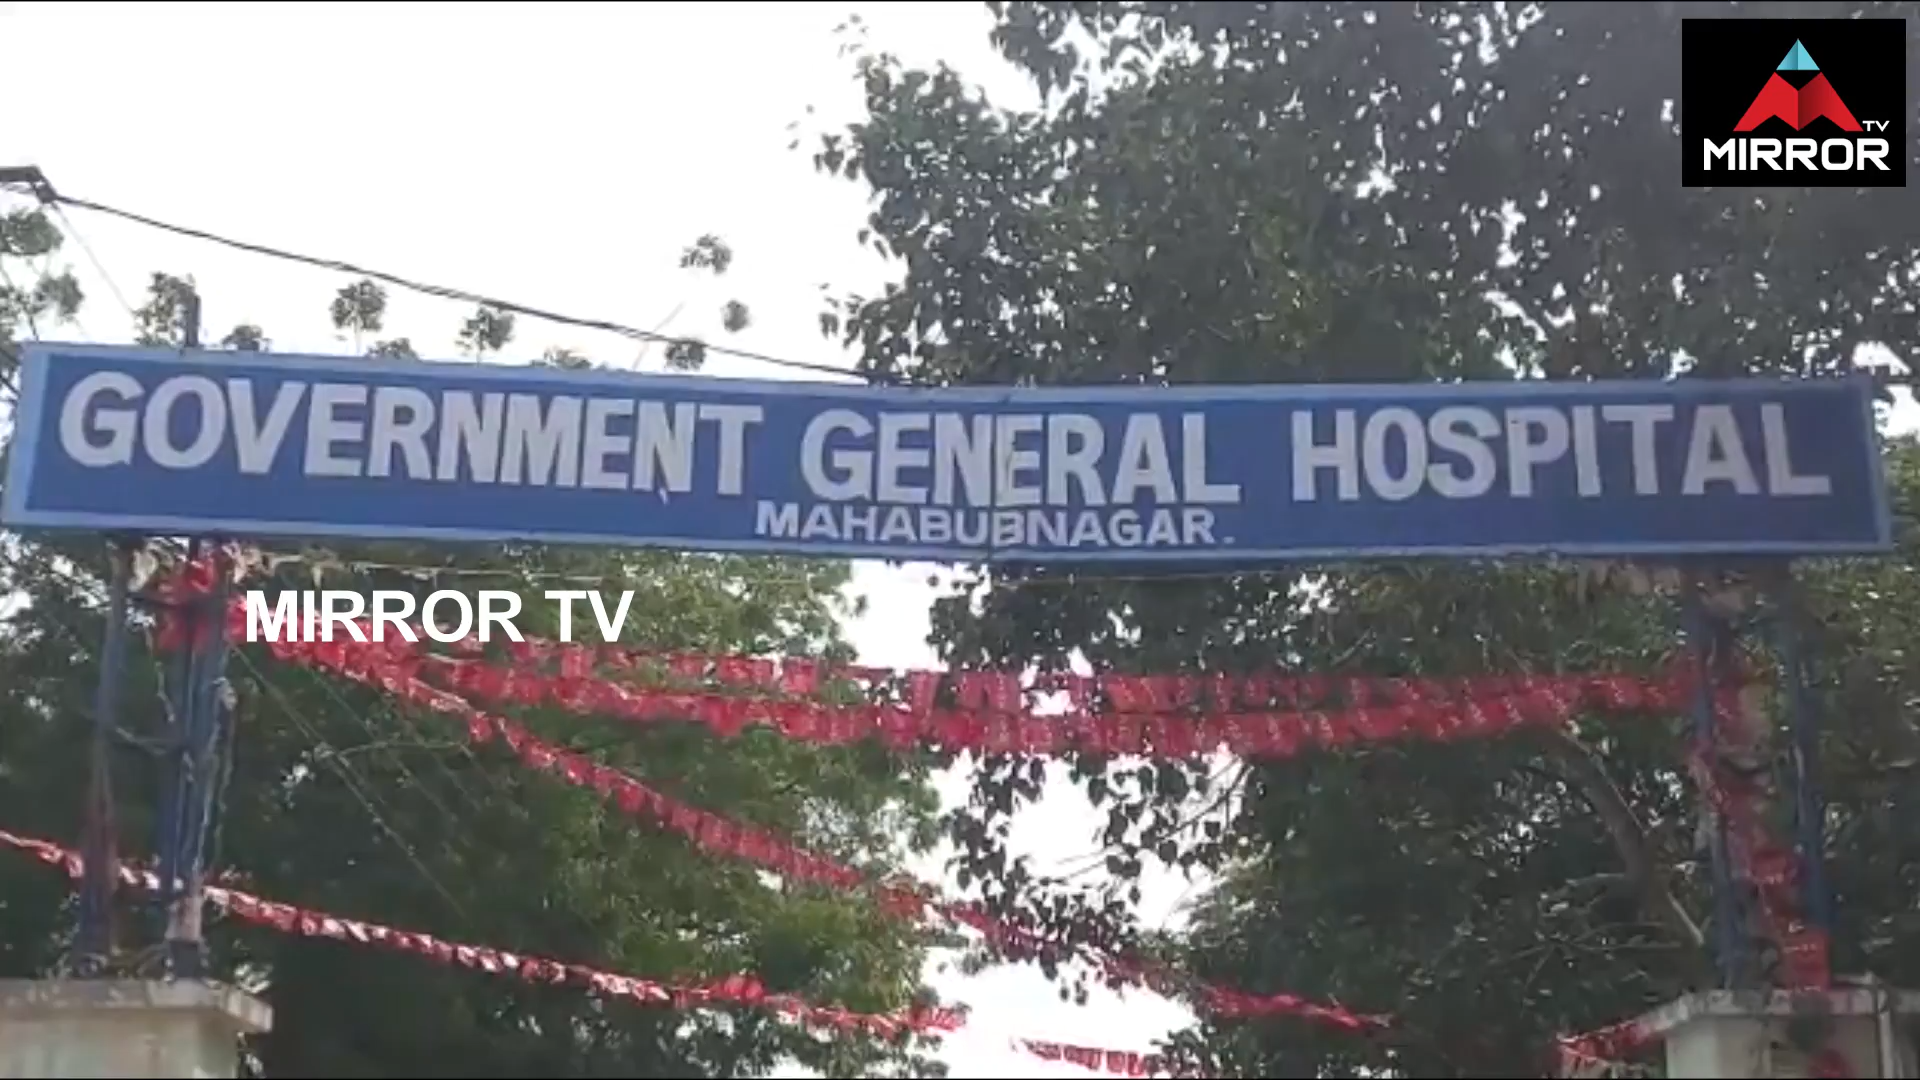 TV
MIRROR
GOVERNMENT GENERAL HOSPITAL
MAHABUBNAGAR.
MIRROR TV